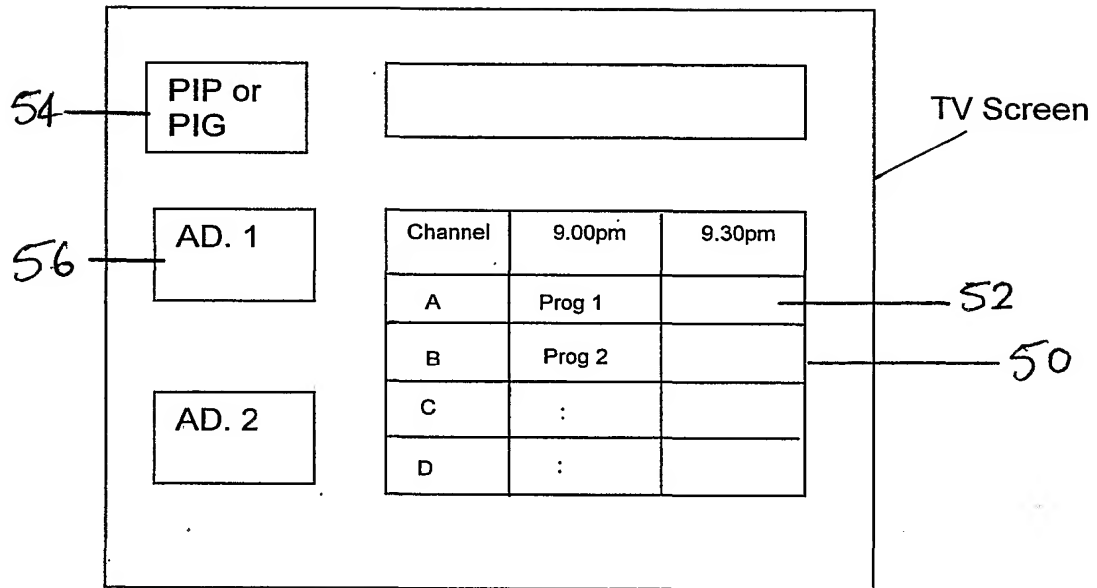 54
PIP or
PIG
TV Screen
56
AD. 1
Channel 9.00pm 9.30pm
A Prog 1
52
B Prog 2
50
AD. 2
C :
D :